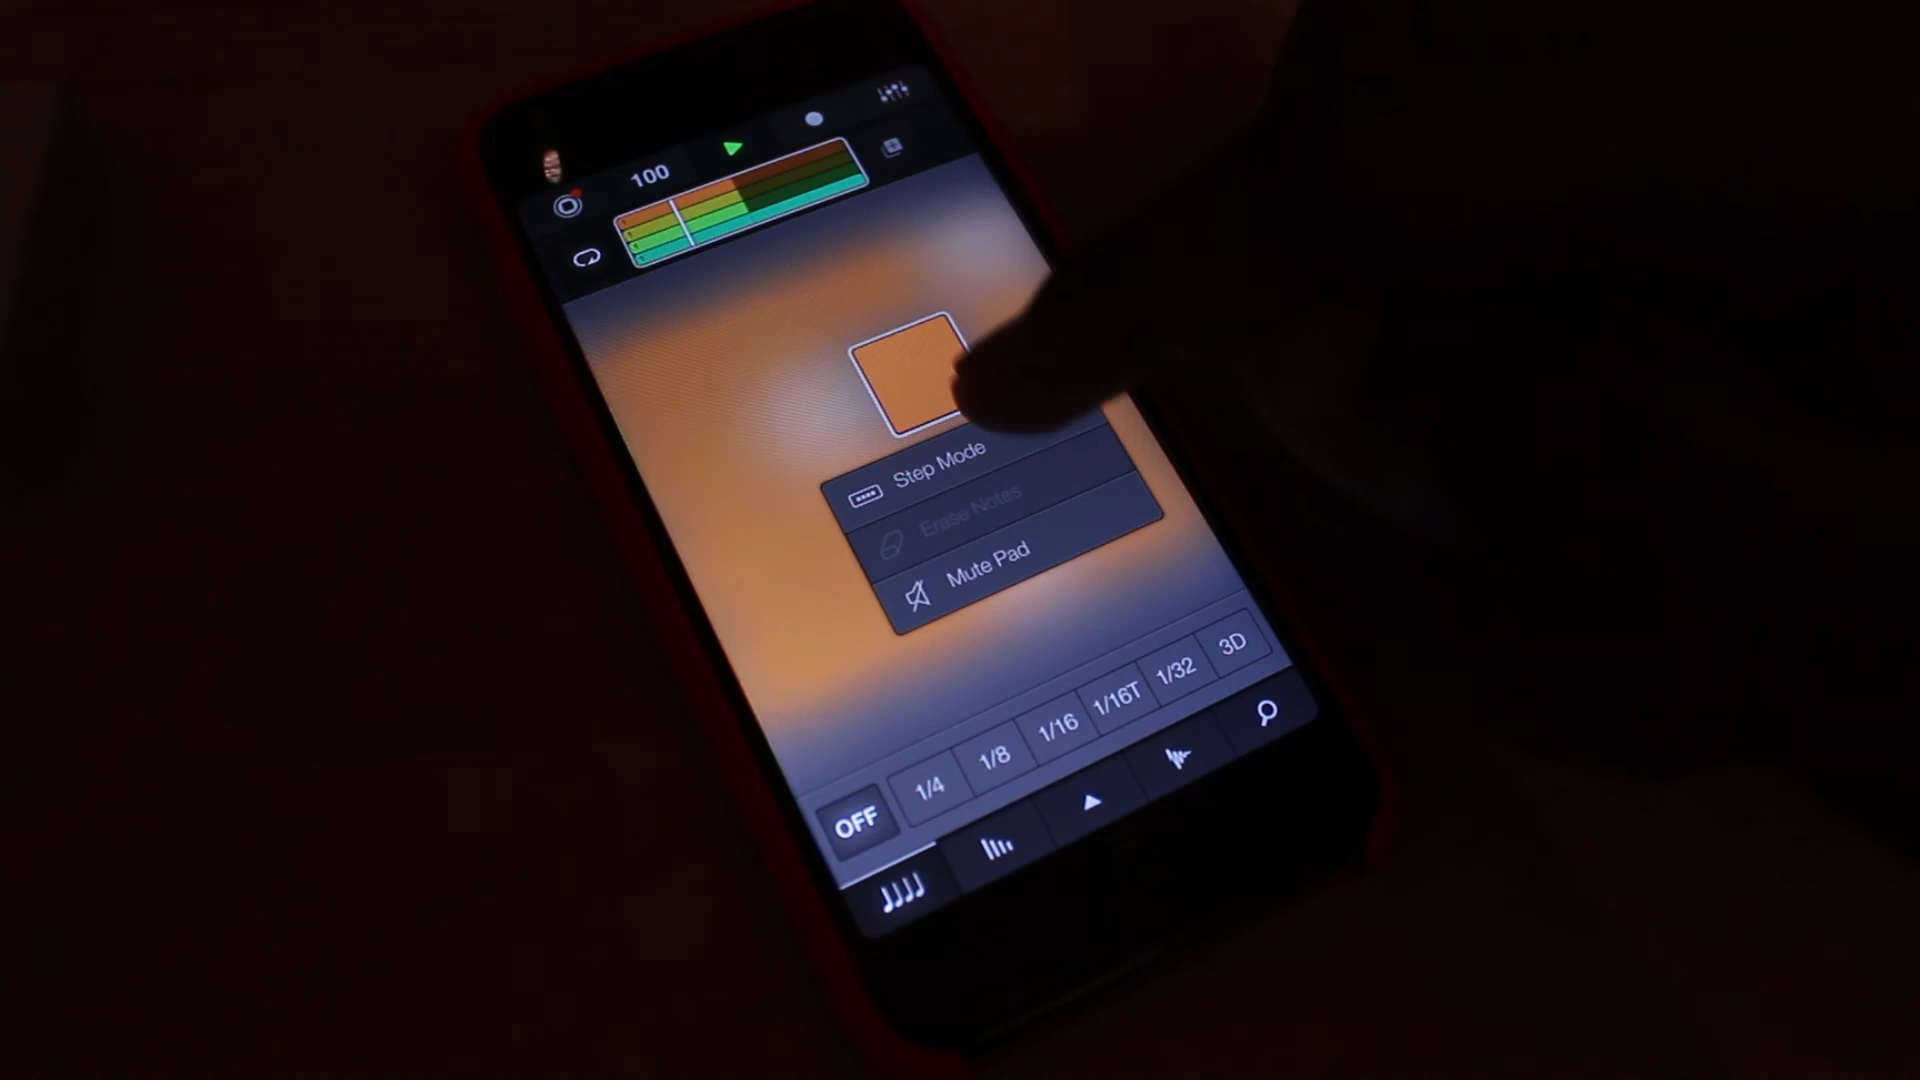 100
Step Mode
Erase Notes
Mute Pad
OFF 1/4 1/8 1/16 1/16T 1/32 3D